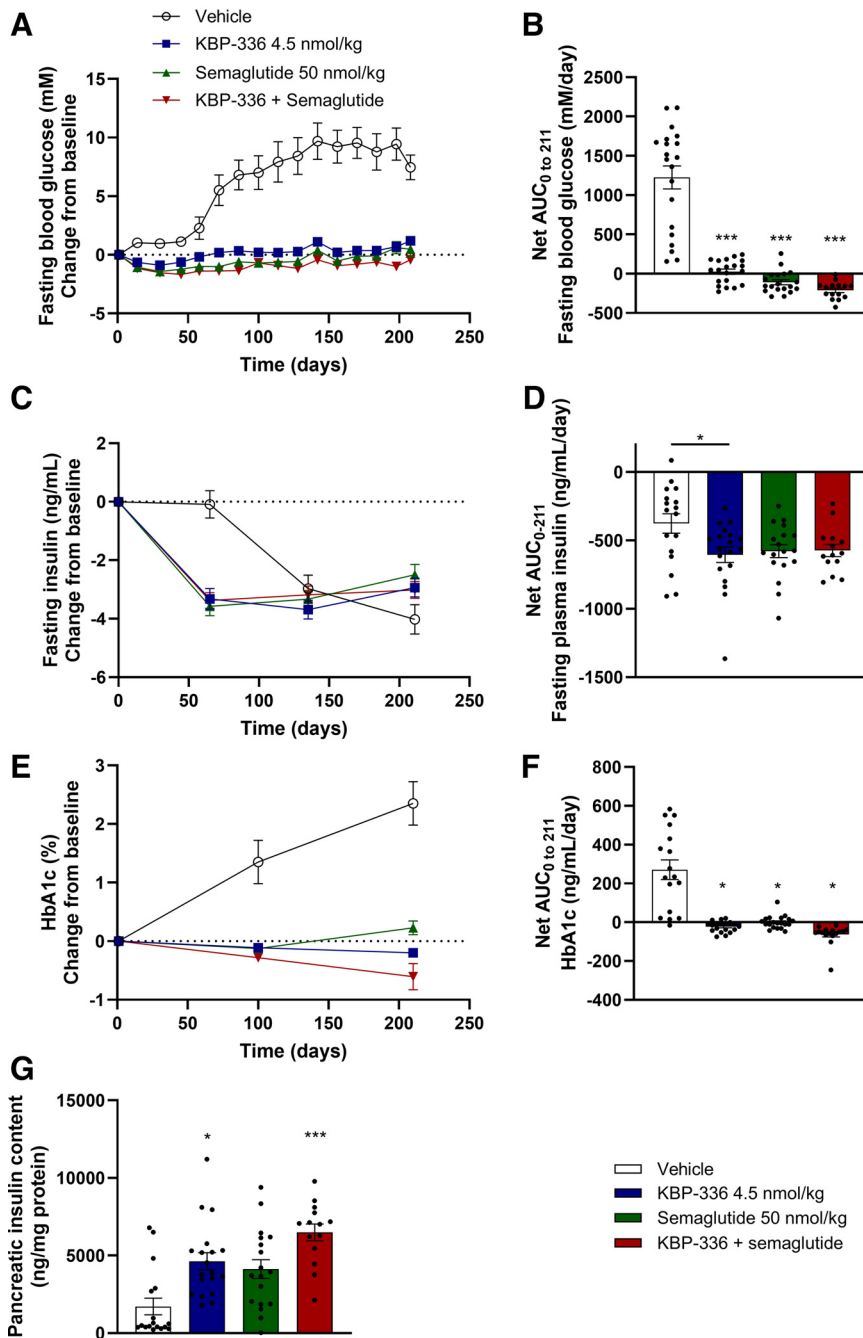 A
Vehicle
KBP-336 4.5 nmol/kg
Semaglutide 50 nmol/kg
KBP-336 + Semaglutide
Fasting blood glucose (mM)
Change from baseline
15
10
5
0
-5
0 50 100 150 200 250
Time (days)
B
Net AUC0 to 211
Fasting blood glucose (mM/day)
2500
2000
1500
1000
500
0
-500
*** *** ***
C
Fasting insulin (ng/mL)
Change from baseline
2
0
-2
-4
-6
0 50 100 150 200 250
Time (days)
D
Net AUC0-211
Fasting plasma insulin (ng/mL/day)
*
0
-500
-1000
-1500
E
HbA1c (%)
Change from baseline
3
2
1
0
-1
0 50 100 150 200 250
Time (days)
F
Net AUC0 to 211
HbA1c (ng/mL/day)
800
600
400
200
0
-200
-400
* * *
G
Pancreatic insulin content
(ng/mg protein)
15000
10000
5000
0
* ***
Vehicle
KBP-336 4.5 nmol/kg
Semaglutide 50 nmol/kg
KBP-336 + semaglutide